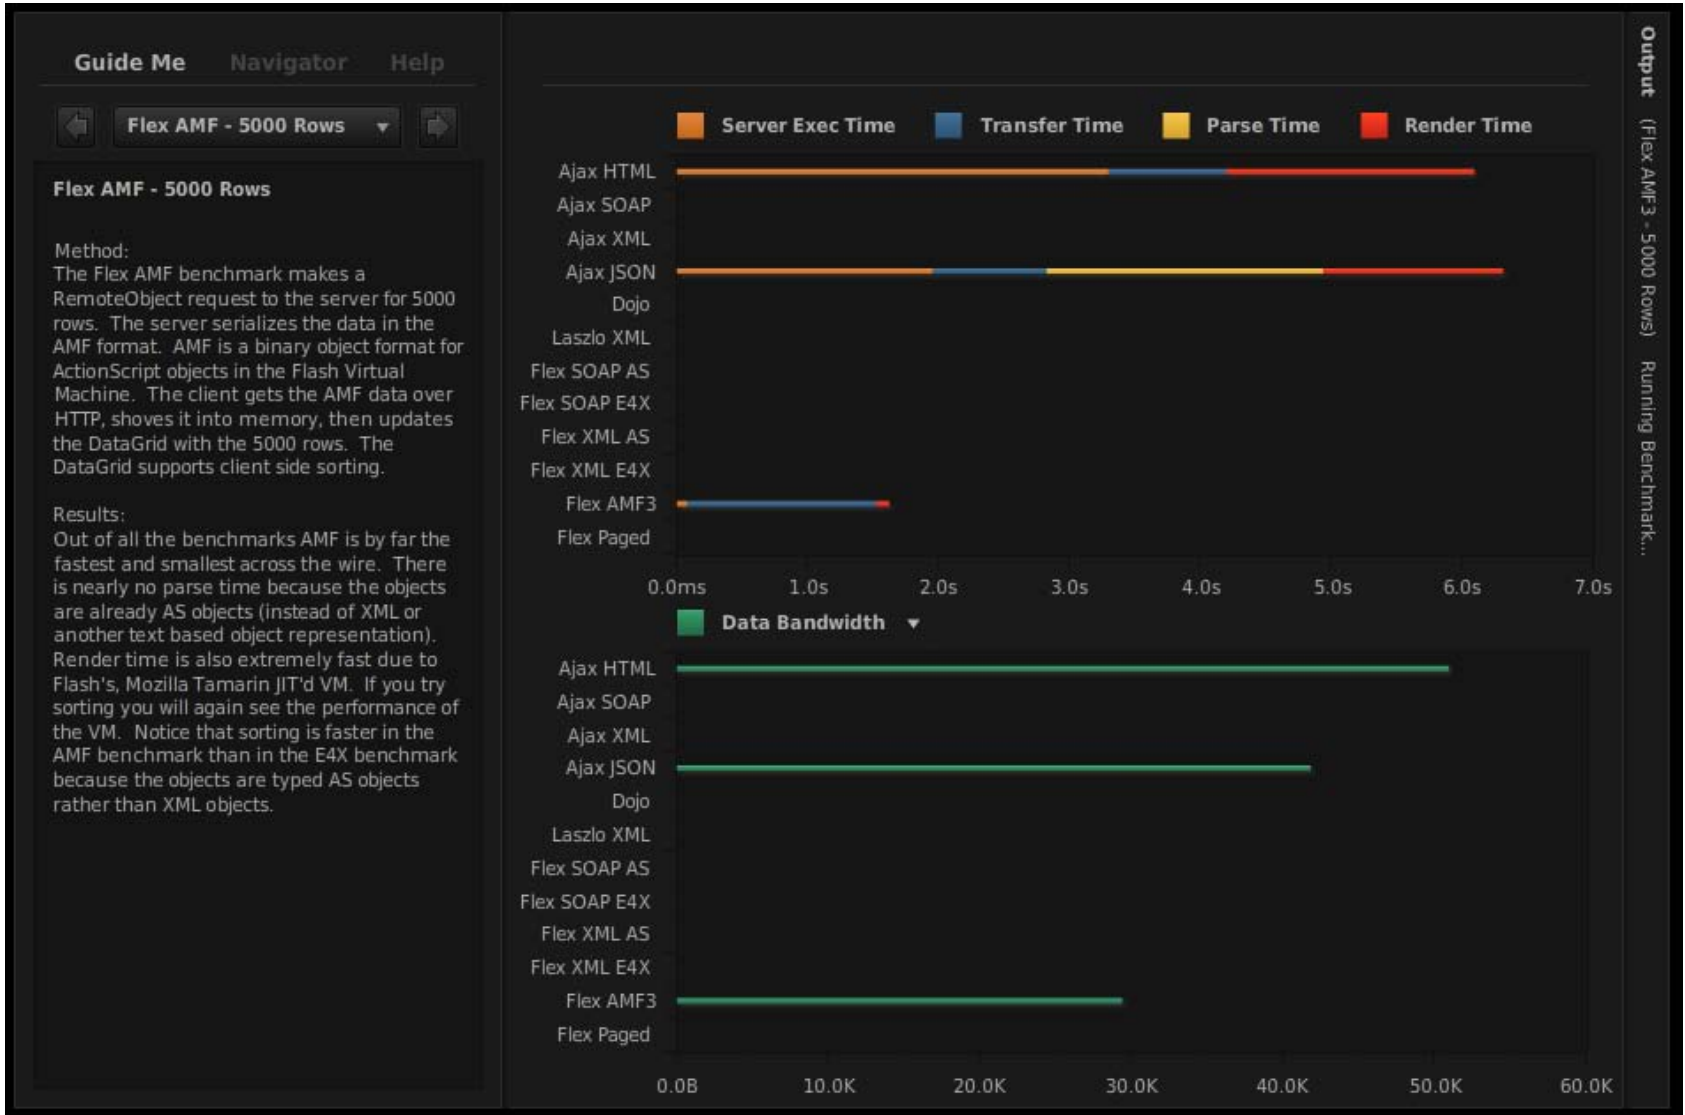 Guide Me Navigator Help
Flex AMF - 5000 Rows
Flex AMF - 5000 Rows
Method:
The Flex AMF benchmark makes a
RemoteObject request to the server for 5000
rows.  The server serializes the data in the
AMF format.  AMF is a binary object format for
ActionScript objects in the Flash Virtual
Machine.  The client gets the AMF data over
HTTP, shoves it into memory, then updates
the DataGrid with the 5000 rows.  The
DataGrid supports client side sorting.
Results:
Out of all the benchmarks AMF is by far the
fastest and smallest across the wire.  There
is nearly no parse time because the objects
are already AS objects (instead of XML or
another text based object representation).
Render time is also extremely fast due to
Flash's, Mozilla Tamarin JIT'd VM.  If you try
sorting you will again see the performance of
the VM.  Notice that sorting is faster in the
AMF benchmark than in the E4X benchmark
because the objects are typed AS objects
rather than XML objects.
Server Exec Time Transfer Time Parse Time Render Time
Ajax HTML
Ajax SOAP
Ajax XML
Ajax JSON
Dojo
Laszlo XML
Flex SOAP AS
Flex SOAP E4X
Flex XML AS
Flex XML E4X
Flex AMF3
Flex Paged
0.0ms 1.0s 2.0s 3.0s 4.0s 5.0s 6.0s 7.0s
Data Bandwidth
Ajax HTML
Ajax SOAP
Ajax XML
Ajax JSON
Dojo
Laszlo XML
Flex SOAP AS
Flex SOAP E4X
Flex XML AS
Flex XML E4X
Flex AMF3
Flex Paged
0.0B 10.0K 20.0K 30.0K 40.0K 50.0K 60.0K
Output (Flex AMF3 - 5000 Rows) Running Benchmark...